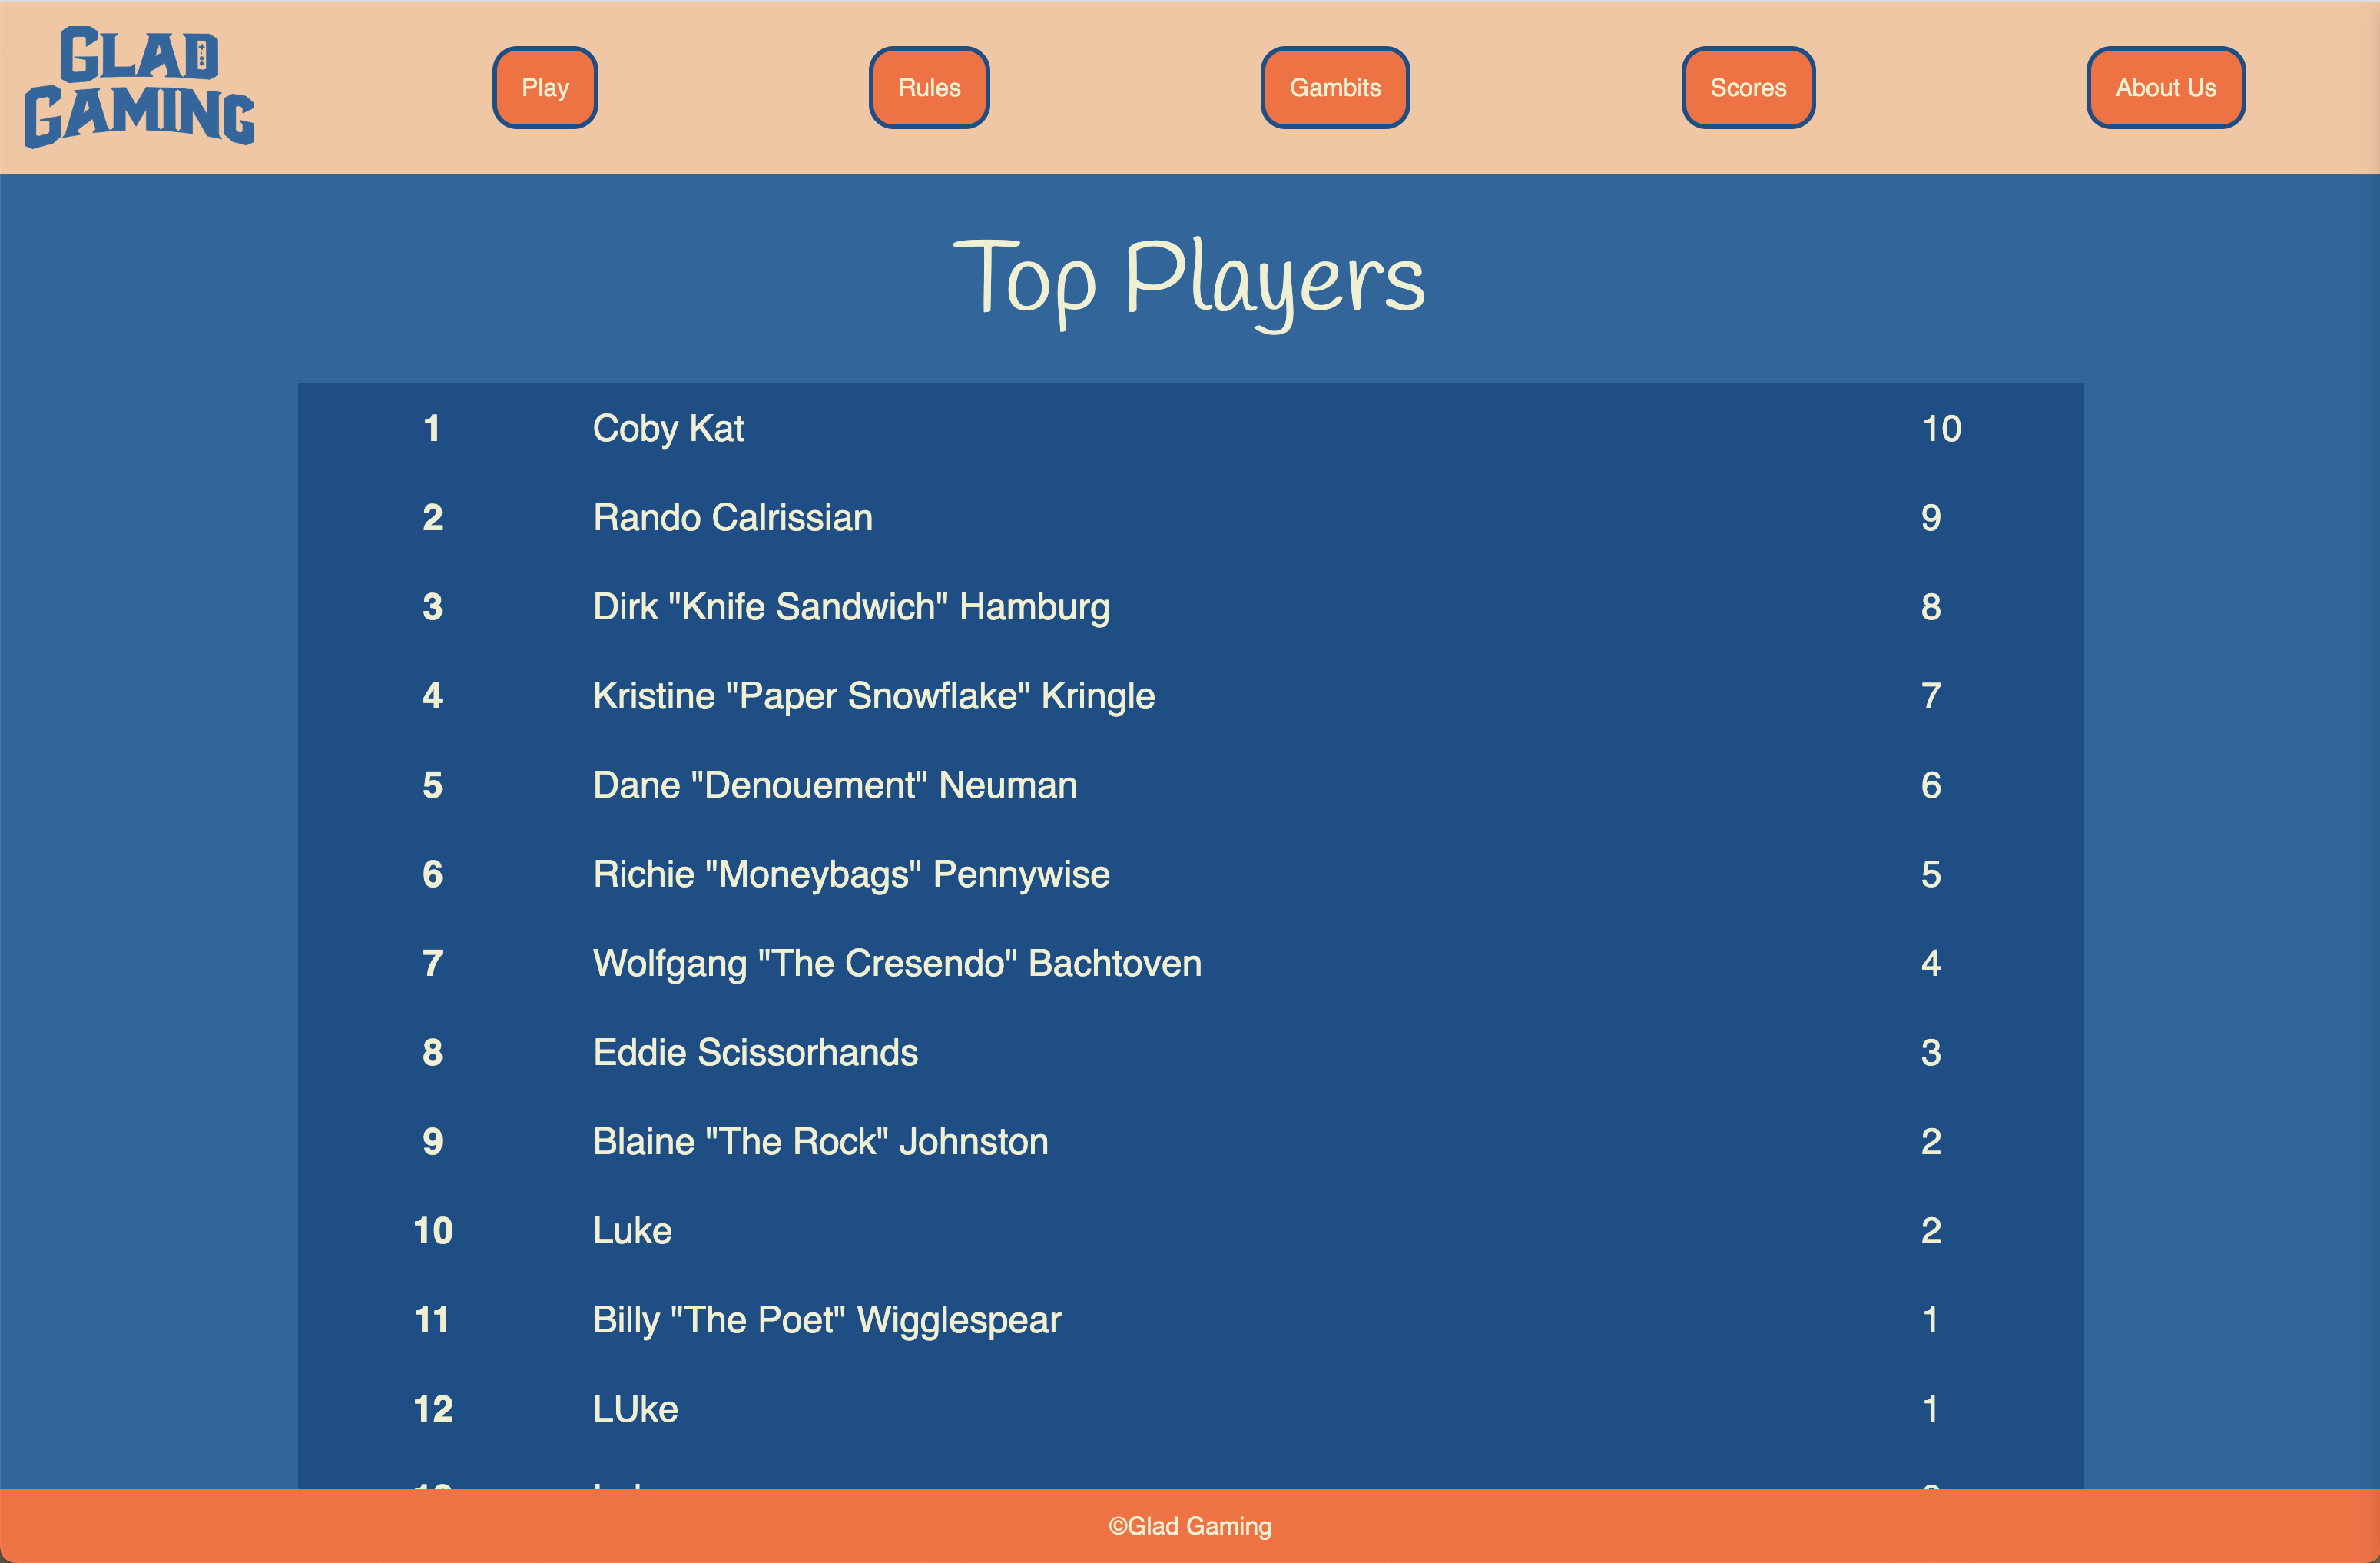 GLAD
GAMING
Play Rules Gambits Scores About Us
Top Players
1 Coby Kat 10
2 Rando Calrissian 9
3 Dirk "Knife Sandwich" Hamburg 8
4 Kristine "Paper Snowflake" Kringle 7
5 Dane "Denouement" Neuman 6
6 Richie "Moneybags" Pennywise 5
7 Wolfgang "The Cresendo" Bachtoven 4
8 Eddie Scissorhands 3
9 Blaine "The Rock" Johnston 2
10 Luke 2
11 Billy "The Poet" Wigglespear 1
12 LUke 1
©Glad Gaming